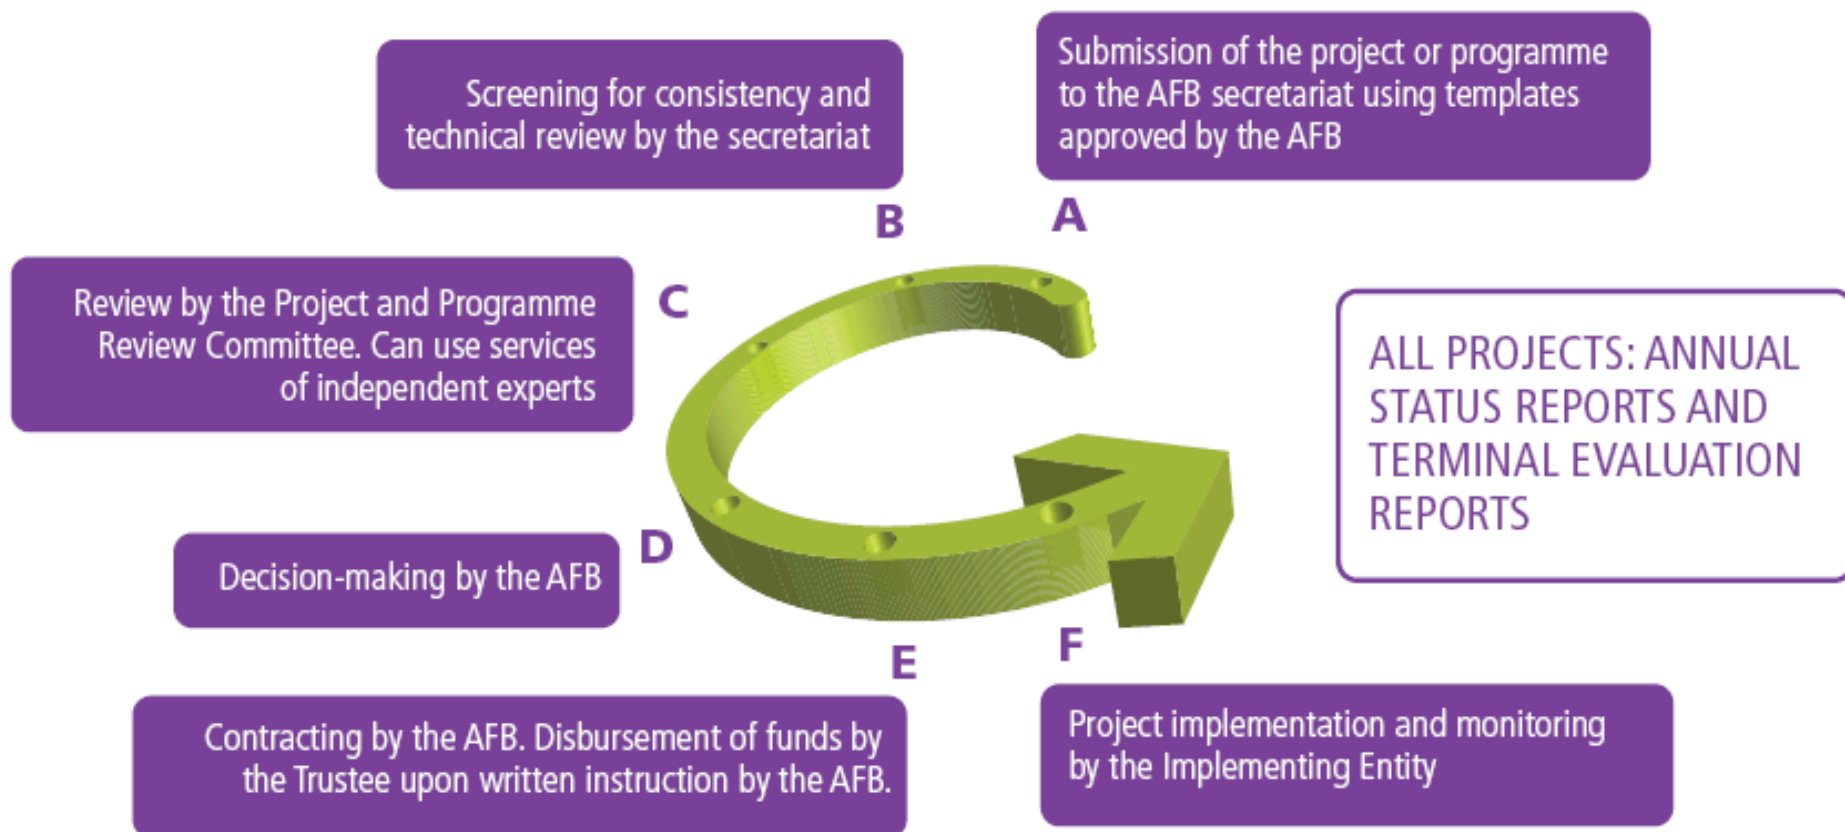 Submission of the project or programme
to the AFB secretariat using templates
approved by the AFB
A
Screening for consistency and
technical review by the secretariat
B
Review by the Project and Programme
Review Committee. Can use services
of independent experts
C
Decision-making by the AFB
D
Contracting by the AFB. Disbursement of funds by
the Trustee upon written instruction by the AFB.
E
Project implementation and monitoring
by the Implementing Entity
F
ALL PROJECTS: ANNUAL
STATUS REPORTS AND
TERMINAL EVALUATION
REPORTS